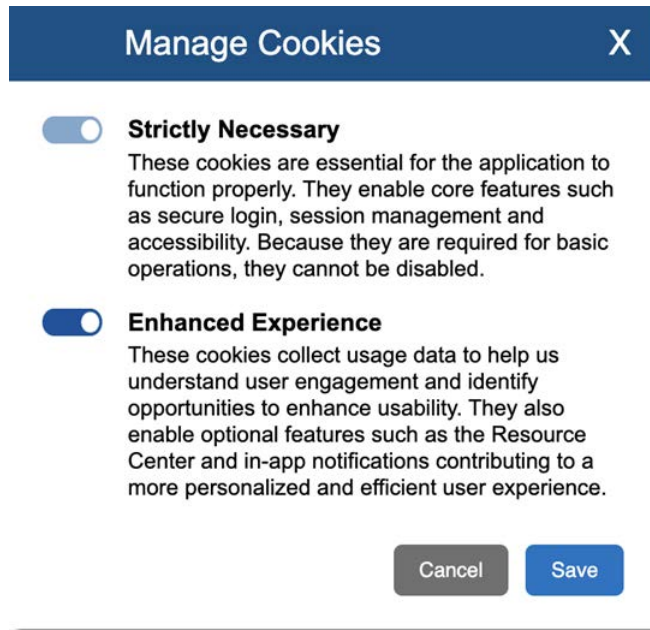 Manage Cookies X
Strictly Necessary
These cookies are essential for the application to
function properly. They enable core features such
as secure login, session management and
accessibility. Because they are required for basic
operations, they cannot be disabled.
Enhanced Experience
These cookies collect usage data to help us
understand user engagement and identify
opportunities to enhance usability. They also
enable optional features such as the Resource
Center and in-app notifications contributing to a
more personalized and efficient user experience.
Cancel Save